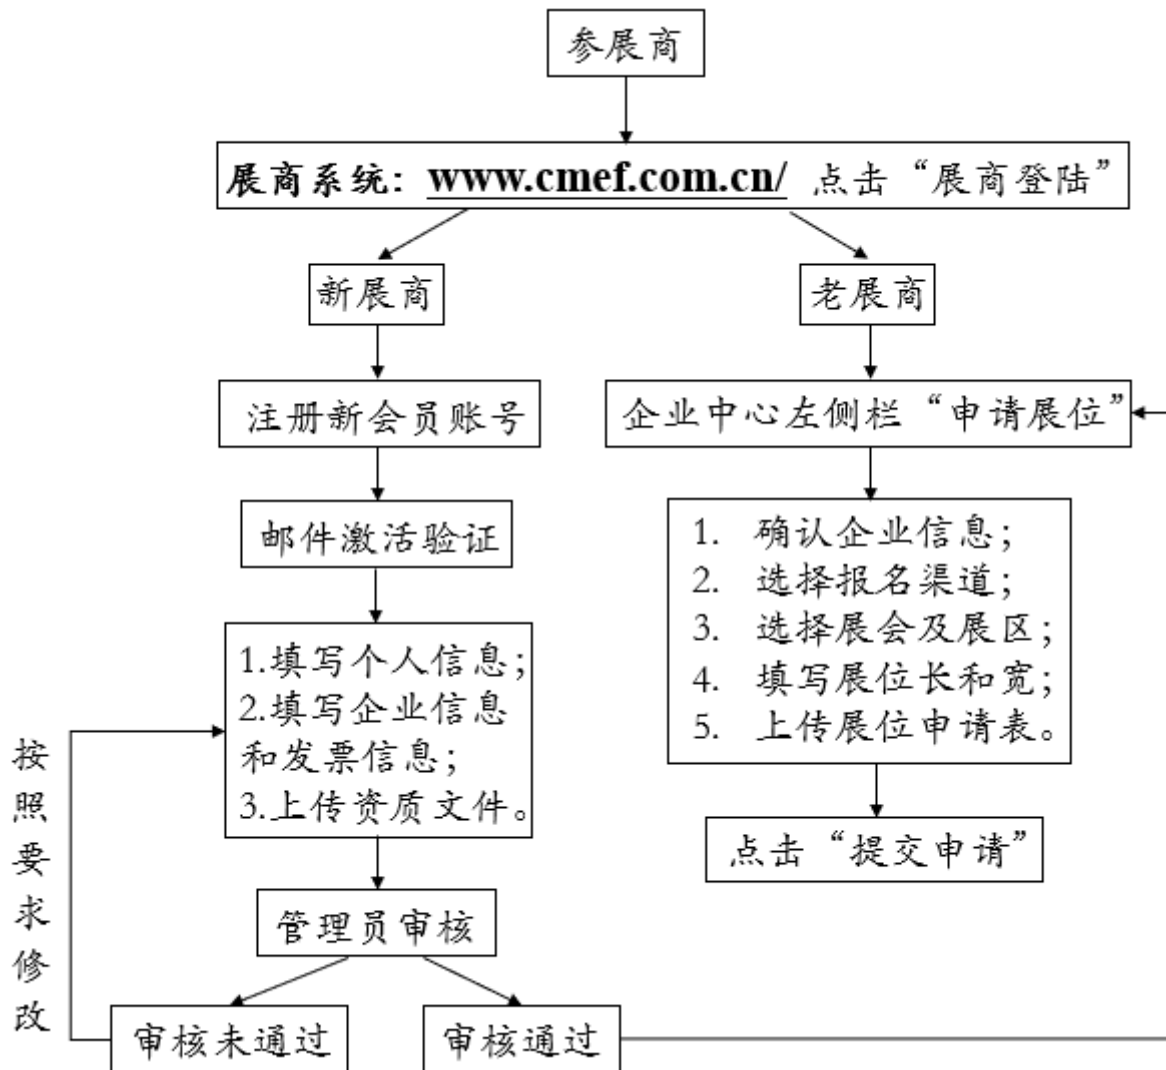 参展商
展商系统：www.cmef.com.cn/ 点击“展商登陆”
新展商
老展商
注册新会员账号
企业中心左侧栏“申请展位”
邮件激活验证
1. 确认企业信息；
2. 选择报名渠道；
3. 选择展会及展区；
4. 填写展位长和宽；
5. 上传展位申请表。
1.填写个人信息；
2.填写企业信息
和发票信息；
3.上传资质文件。
点击“提交申请”
按照要求修改
管理员审核
审核未通过
审核通过